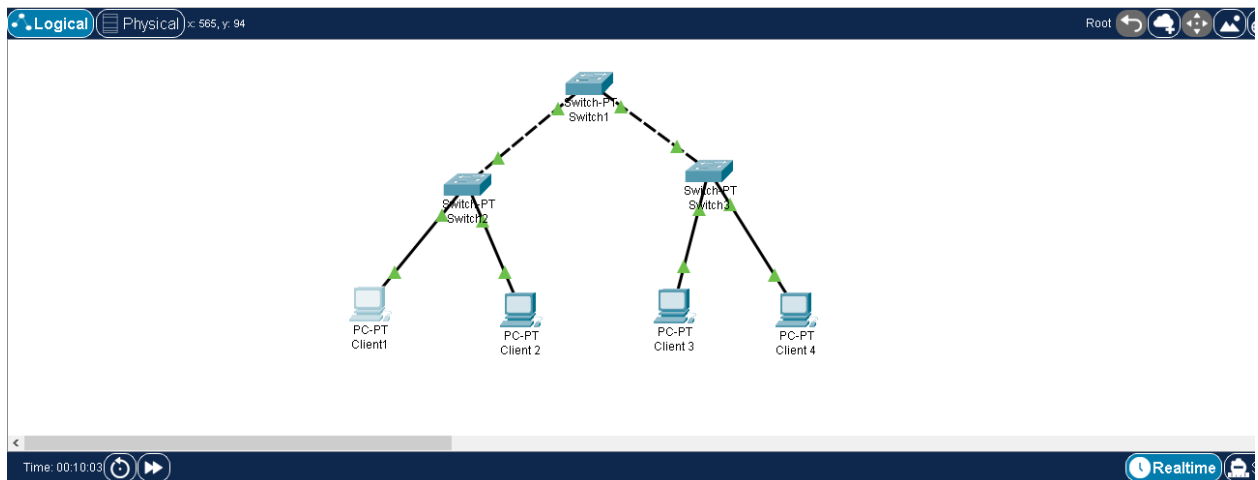 Logical Physical x: 565, y: 94 Root
Switch-PT
Switch1
Switch-PT
Switch2
Switch-PT
Switch3
PC-PT
Client1
PC-PT
Client 2
PC-PT
Client 3
PC-PT
Client 4
Time: 00:10:03 Realtime